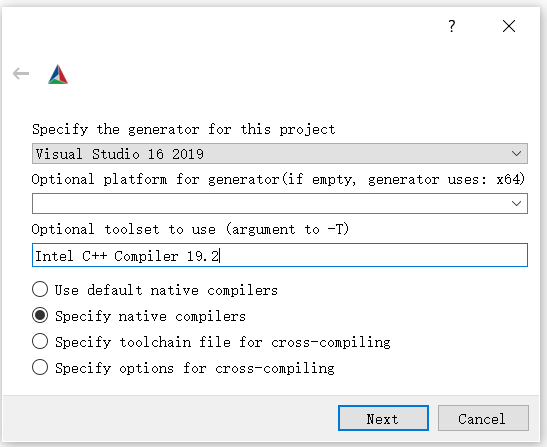 ?
Specify the generator for this project
Visual Studio 16 2019
Optional platform for generator(if empty, generator uses: x64)
Optional toolset to use (argument to -T)
Intel C++ Compiler 19.2
Use default native compilers
Specify native compilers
Specify toolchain file for cross-compiling
Specify options for cross-compiling
Next
Cancel